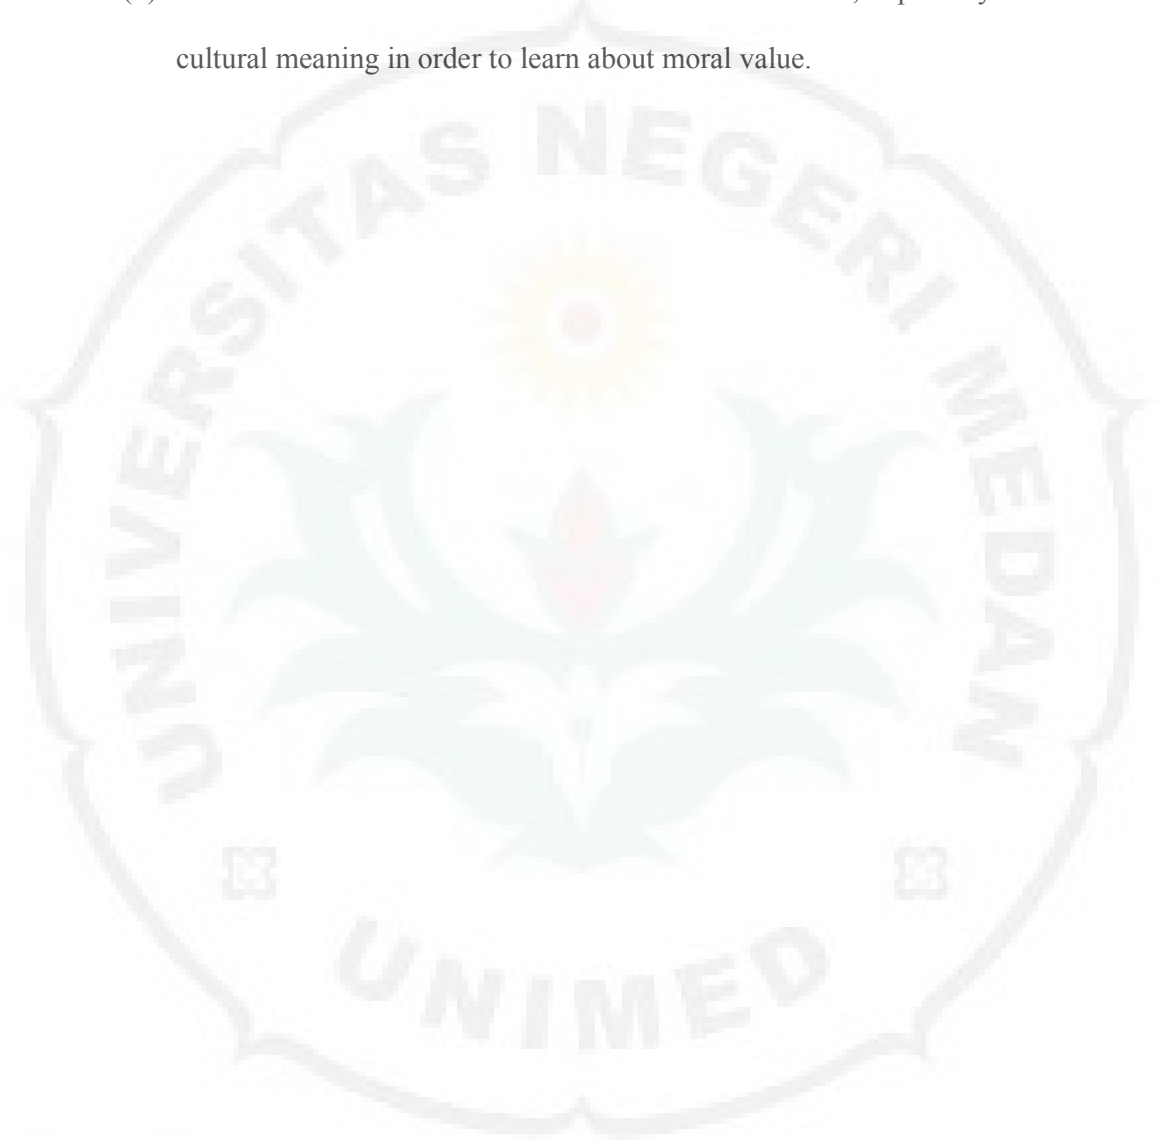 cultural meaning in order to learn about moral value.
UNIVERSITAS NEGERI MEDAN
UNIMED